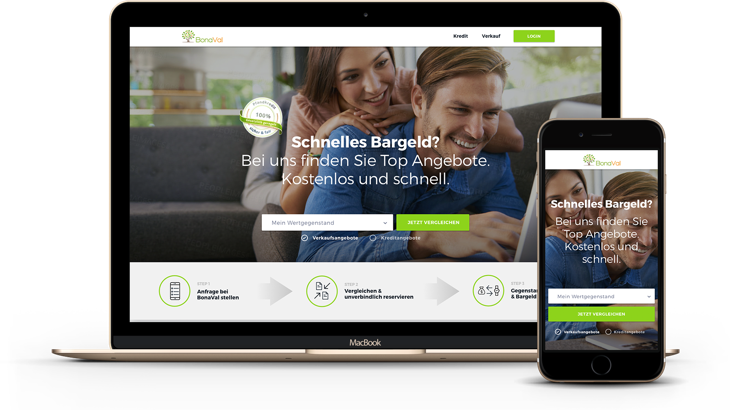 BonaVal
Kredit
Verkauf
LOGIN
100%
Schnelles Bargeld?
Bei uns finden Sie Top Angebote.
Kostenlos und schnell.
Mein Wertgegenstand
JETZT VERGLEICHEN
Verkaufsangebote
Kreditangebote
STEP 1
Anfrage bei
BonaVal stellen
STEP 2
Vergleichen &
unverbindlich reservieren
STEP 3
Gegensta
& Bargeld
MacBook
BonaVal
Schnelles Bargeld?
Bei uns finden Sie
Top Angebote.
Kostenlos und
schnell.
Mein Wertgegenstand
JETZT VERGLEICHEN
Verkaufsangebote
Kreditangebote